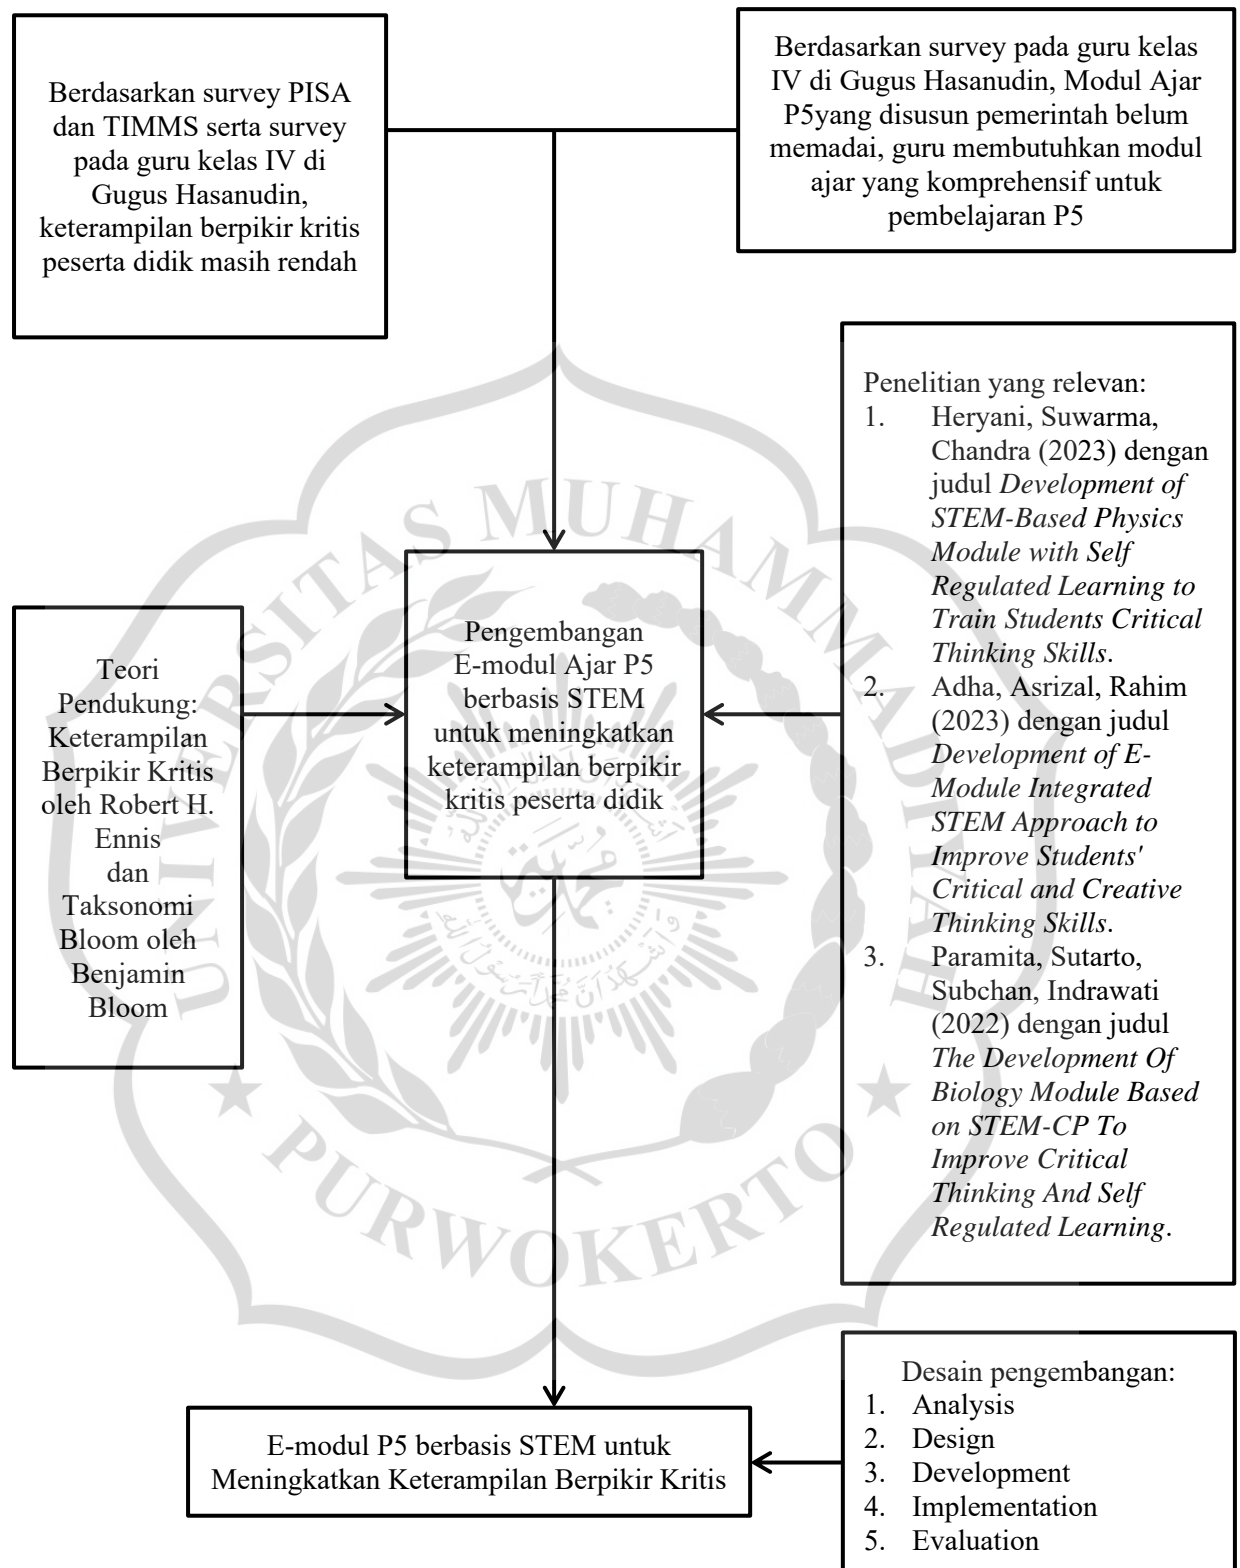 Berdasarkan survey PISA
dan TIMMS serta survey
pada guru kelas IV di
Gugus Hasanudin,
keterampilan berpikir kritis
peserta didik masih rendah
Berdasarkan survey pada guru kelas
IV di Gugus Hasanudin, Modul Ajar
P5yang disusun pemerintah belum
memadai, guru membutuhkan modul
ajar yang komprehensif untuk
pembelajaran P5
Penelitian yang relevan:
1. Heryani, Suwarma,
Chandra (2023) dengan
judul Development of
STEM-Based Physics
Module with Self
Regulated Learning to
Train Students Critical
Thinking Skills.
2. Adha, Asrizal, Rahim
(2023) dengan judul
Development of E-
Module Integrated
STEM Approach to
Improve Students'
Critical and Creative
Thinking Skills.
3. Paramita, Sutarto,
Subchan, Indrawati
(2022) dengan judul
The Development Of
Biology Module Based
on STEM-CP To
Improve Critical
Thinking And Self
Regulated Learning.
Teori
Pendukung:
Keterampilan
Berpikir Kritis
oleh Robert H.
Ennis
dan
Taksonomi
Bloom oleh
Benjamin
Bloom
Pengembangan
E-modul Ajar P5
berbasis STEM
untuk meningkatkan
keterampilan berpikir
kritis peserta didik
E-modul P5 berbasis STEM untuk
Meningkatkan Keterampilan Berpikir Kritis
Desain pengembangan:
1. Analysis
2. Design
3. Development
4. Implementation
5. Evaluation
UNIVERSITAS MUHAMMADIYAH
PURWOKERTO